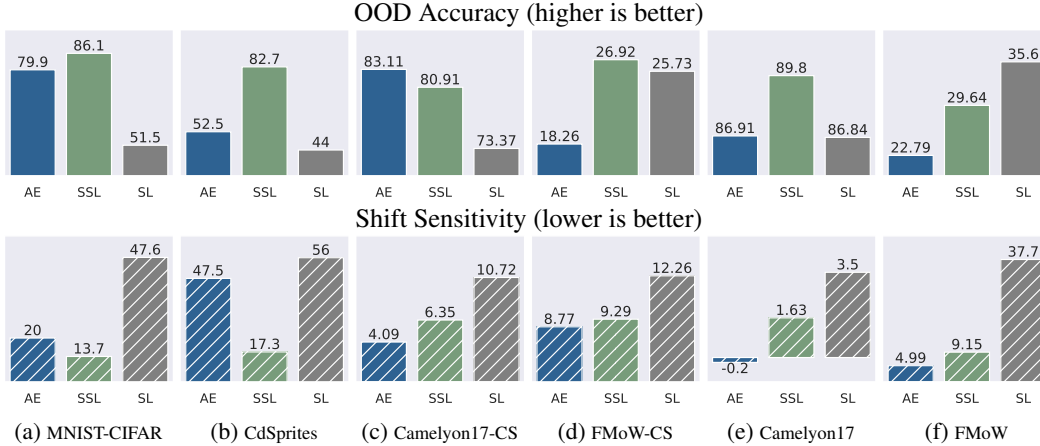 OOD Accuracy (higher is better)
79.9 86.1 51.5 52.5 82.7 44 83.11 80.91 73.37 18.26 26.92 25.73 86.91 89.8 86.84 22.79 29.64 35.6
AE SSL SL AE SSL SL AE SSL SL AE SSL SL AE SSL SL AE SSL SL
Shift Sensitivity (lower is better)
20 13.7 47.6 47.5 17.3 56 4.09 6.35 10.72 8.77 9.29 12.26 -0.2 1.63 3.5 4.99 9.15 37.7
AE SSL SL AE SSL SL AE SSL SL AE SSL SL AE SSL SL AE SSL SL
(a) MNIST-CIFAR (b) CdSprites (c) Camelyon17-CS (d) FMoW-CS (e) Camelyon17 (f) FMoW